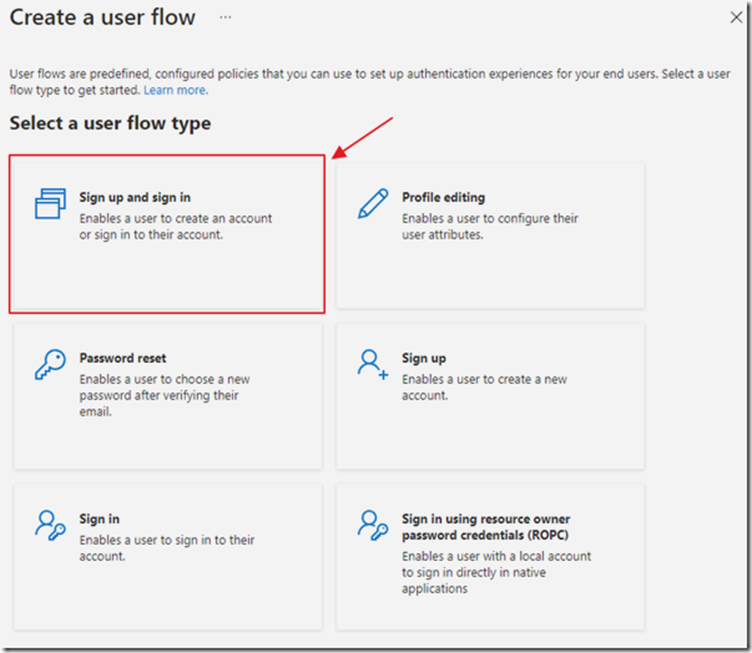 Create a user flow ...
User flows are predefined, configured policies that you can use to set up authentication experiences for your end users. Select a user
flow type to get started. Learn more.
Select a user flow type
Sign up and sign in
Enables a user to create an account
or sign in to their account.
Profile editing
Enables a user to configure their
user attributes.
Password reset
Enables a user to choose a new
password after verifying their
email.
Sign up
Enables a user to create a new
account.
Sign in
Enables a user to sign in to their
account.
Sign in using resource owner
password credentials (ROPC)
Enables a user with a local account
to sign in directly in native
applications